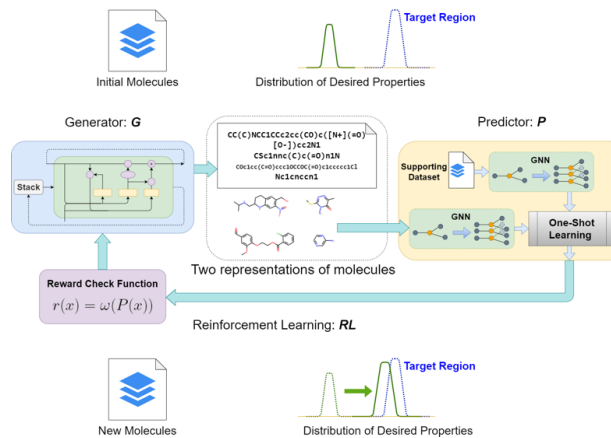 Target Region
Initial Molecules
Distribution of Desired Properties
Generator: G
Predictor: P
Stack
CC(C)NCC1CCc2cc(CO)c([N+](=O)
[O-])cc2N1
CSc1nnc(C)c(=O)n1N
COc1cc(C=O)ccc1OCCOC(=O)c1ccccc1Cl
Nc1cnccn1
Supporting
Dataset
GNN
GNN
One-Shot
Learning
Two representations of molecules
Reward Check Function
r(x) = ω(P(x))
Reinforcement Learning: RL
Target Region
New Molecules
Distribution of Desired Properties